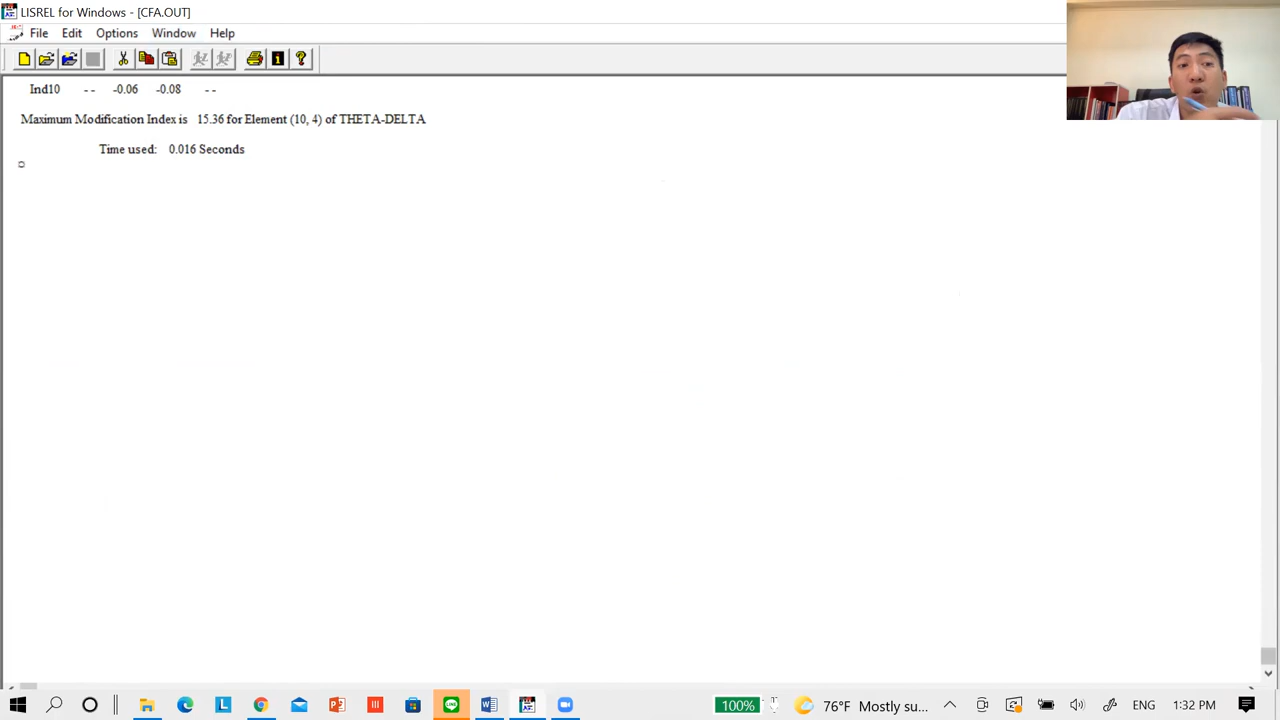 LISREL for Windows - [CFA.OUT]
File Edit Options Window Help
Ind10 - - -0.06 -0.08 - -
Maximum Modification Index is 15.36 for Element (10, 4) of THETA-DELTA
Time used: 0.016 Seconds
100% 76°F Mostly su... ENG 1:32 PM